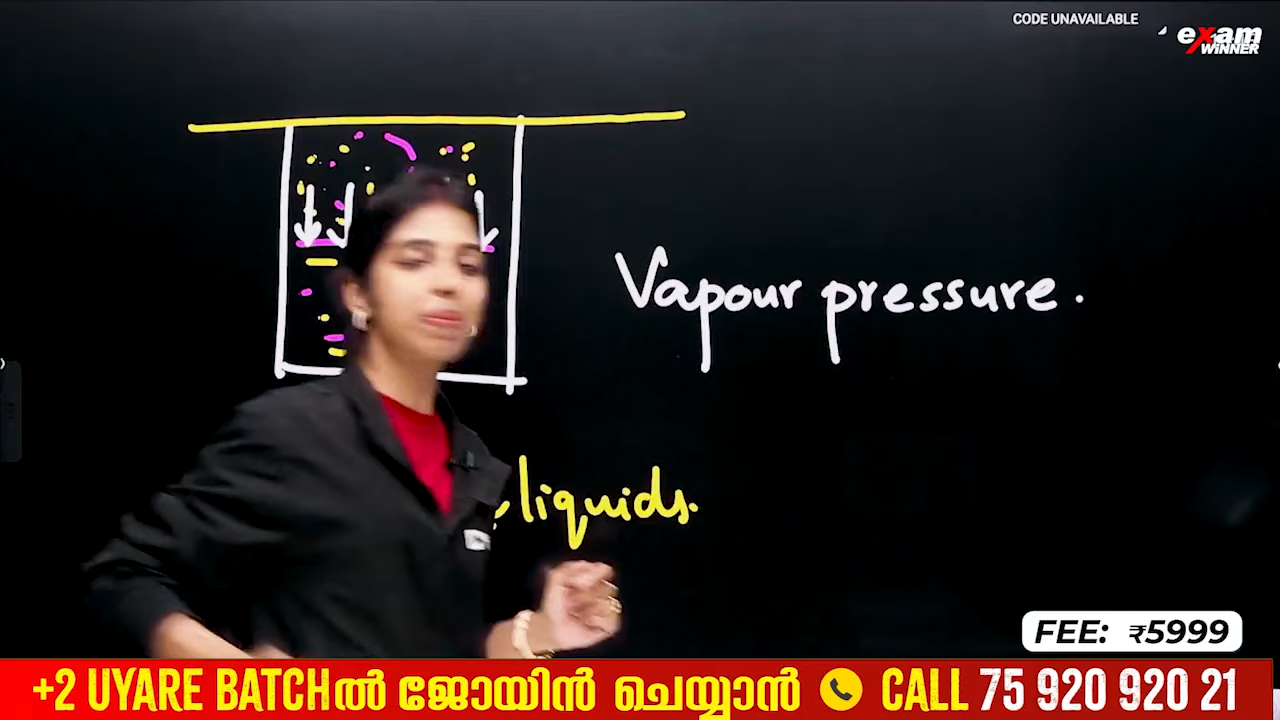 CODE UNAVAILABLE
exam
WINNER
Vapour pressure.
liquids.
FEE: ₹5999
+2 UYARE BATCHൽ ജോയിൻ ചെയ്യാൻ CALL 75 920 920 21